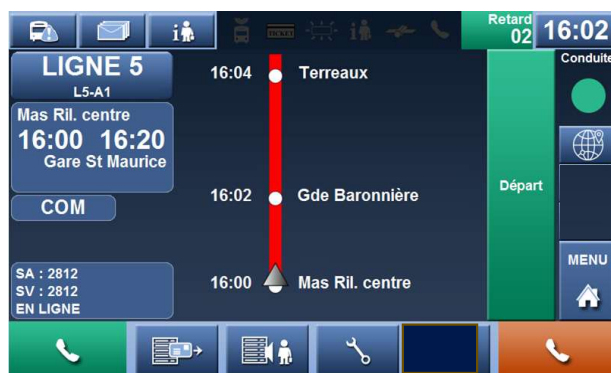 Retard
02
16:02
LIGNE 5
L5-A1
Mas Ril. centre
16:00 16:20
Gare St Maurice
COM
SA : 2812
SV : 2812
EN LIGNE
16:04 Terreaux
16:02 Gde Baronnière
16:00 Mas Ril. centre
Départ
Conduite
MENU